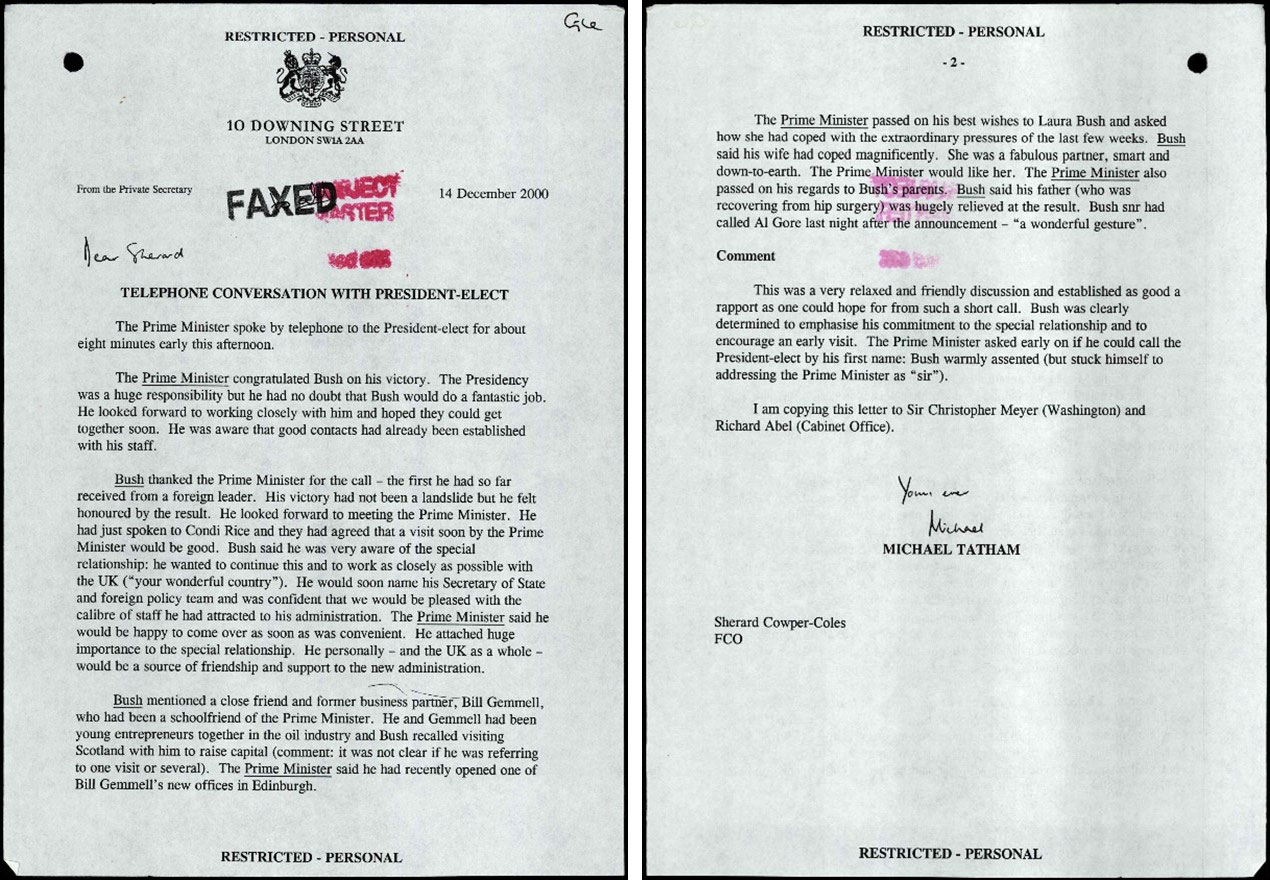 Gle
RESTRICTED - PERSONAL
10 DOWNING STREET
LONDON SW1A 2AA
From the Private Secretary
FAXED
14 December 2000
Dear Sherard
TELEPHONE CONVERSATION WITH PRESIDENT-ELECT
The Prime Minister spoke by telephone to the President-elect for about
eight minutes early this afternoon.
The Prime Minister congratulated Bush on his victory. The Presidency
was a huge responsibility but he had no doubt that Bush would do a fantastic job.
He looked forward to working closely with him and hoped they could get
together soon. He was aware that good contacts had already been established
with his staff.
Bush thanked the Prime Minister for the call – the first he had so far
received from a foreign leader. His victory had not been a landslide but he felt
honoured by the result. He looked forward to meeting the Prime Minister. He
had just spoken to Condi Rice and they had agreed that a visit soon by the Prime
Minister would be good. Bush said he was very aware of the special
relationship: he wanted to continue this and to work as closely as possible with
the UK (“your wonderful country”). He would soon name his Secretary of State
and foreign policy team and was confident that we would be pleased with the
calibre of staff he had attracted to his administration. The Prime Minister said he
would be happy to come over as soon as was convenient. He attached huge
importance to the special relationship. He personally – and the UK as a whole –
would be a source of friendship and support to the new administration.
Bush mentioned a close friend and former business partner, Bill Gemmell,
who had been a schoolfriend of the Prime Minister. He and Gemmell had been
young entrepreneurs together in the oil industry and Bush recalled visiting
Scotland with him to raise capital (comment: it was not clear if he was referring
to one visit or several). The Prime Minister said he had recently opened one of
Bill Gemmell's new offices in Edinburgh.
RESTRICTED - PERSONAL
RESTRICTED - PERSONAL
- 2 -
The Prime Minister passed on his best wishes to Laura Bush and asked
how she had coped with the extraordinary pressures of the last few weeks. Bush
said his wife had coped magnificently. She was a fabulous partner, smart and
down-to-earth. The Prime Minister would like her. The Prime Minister also
passed on his regards to Bush's parents. Bush said his father (who was
recovering from hip surgery) was hugely relieved at the result. Bush snr had
called Al Gore last night after the announcement – “a wonderful gesture”.
Comment
This was a very relaxed and friendly discussion and established as good a
rapport as one could hope for from such a short call. Bush was clearly
determined to emphasise his commitment to the special relationship and to
encourage an early visit. The Prime Minister asked early on if he could call the
President-elect by his first name: Bush warmly assented (but stuck himself to
addressing the Prime Minister as “sir”).
I am copying this letter to Sir Christopher Meyer (Washington) and
Richard Abel (Cabinet Office).
Yours ever
Michael
MICHAEL TATHAM
Sherard Cowper-Coles
FCO
RESTRICTED - PERSONAL